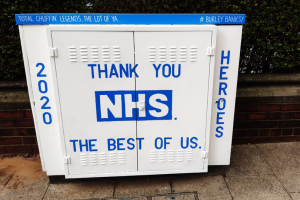 TOTAL CHUFFIN' LEGENDS. THE LOT OF YA.
# BURLEY BANKSY
2020
THANK YOU
NHS.
THE BEST OF US.
HEROES